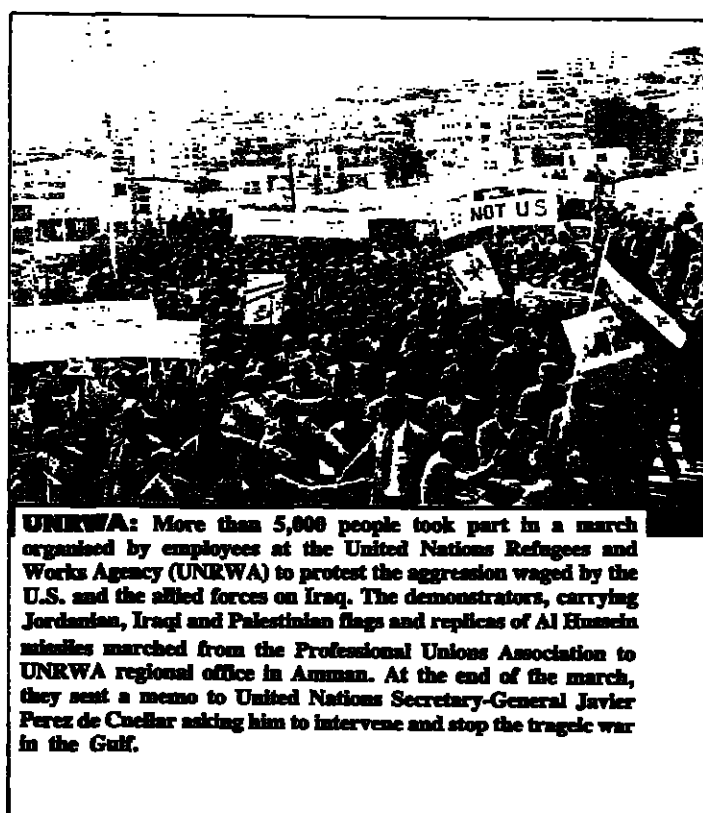 NOT US
UNRWA: More than 5,000 people took part in a march
organised by employees at the United Nations Refugees and
Works Agency (UNRWA) to protest the aggression waged by the
U.S. and the allied forces on Iraq. The demonstrators, carrying
Jordanian, Iraqi and Palestinian flags and replicas of Al Hussein
missiles marched from the Professional Unions Association to
UNRWA regional office in Amman. At the end of the march,
they sent a memo to United Nations Secretary-General Javier
Perez de Cuellar asking him to intervene and stop the trageic war
in the Gulf.